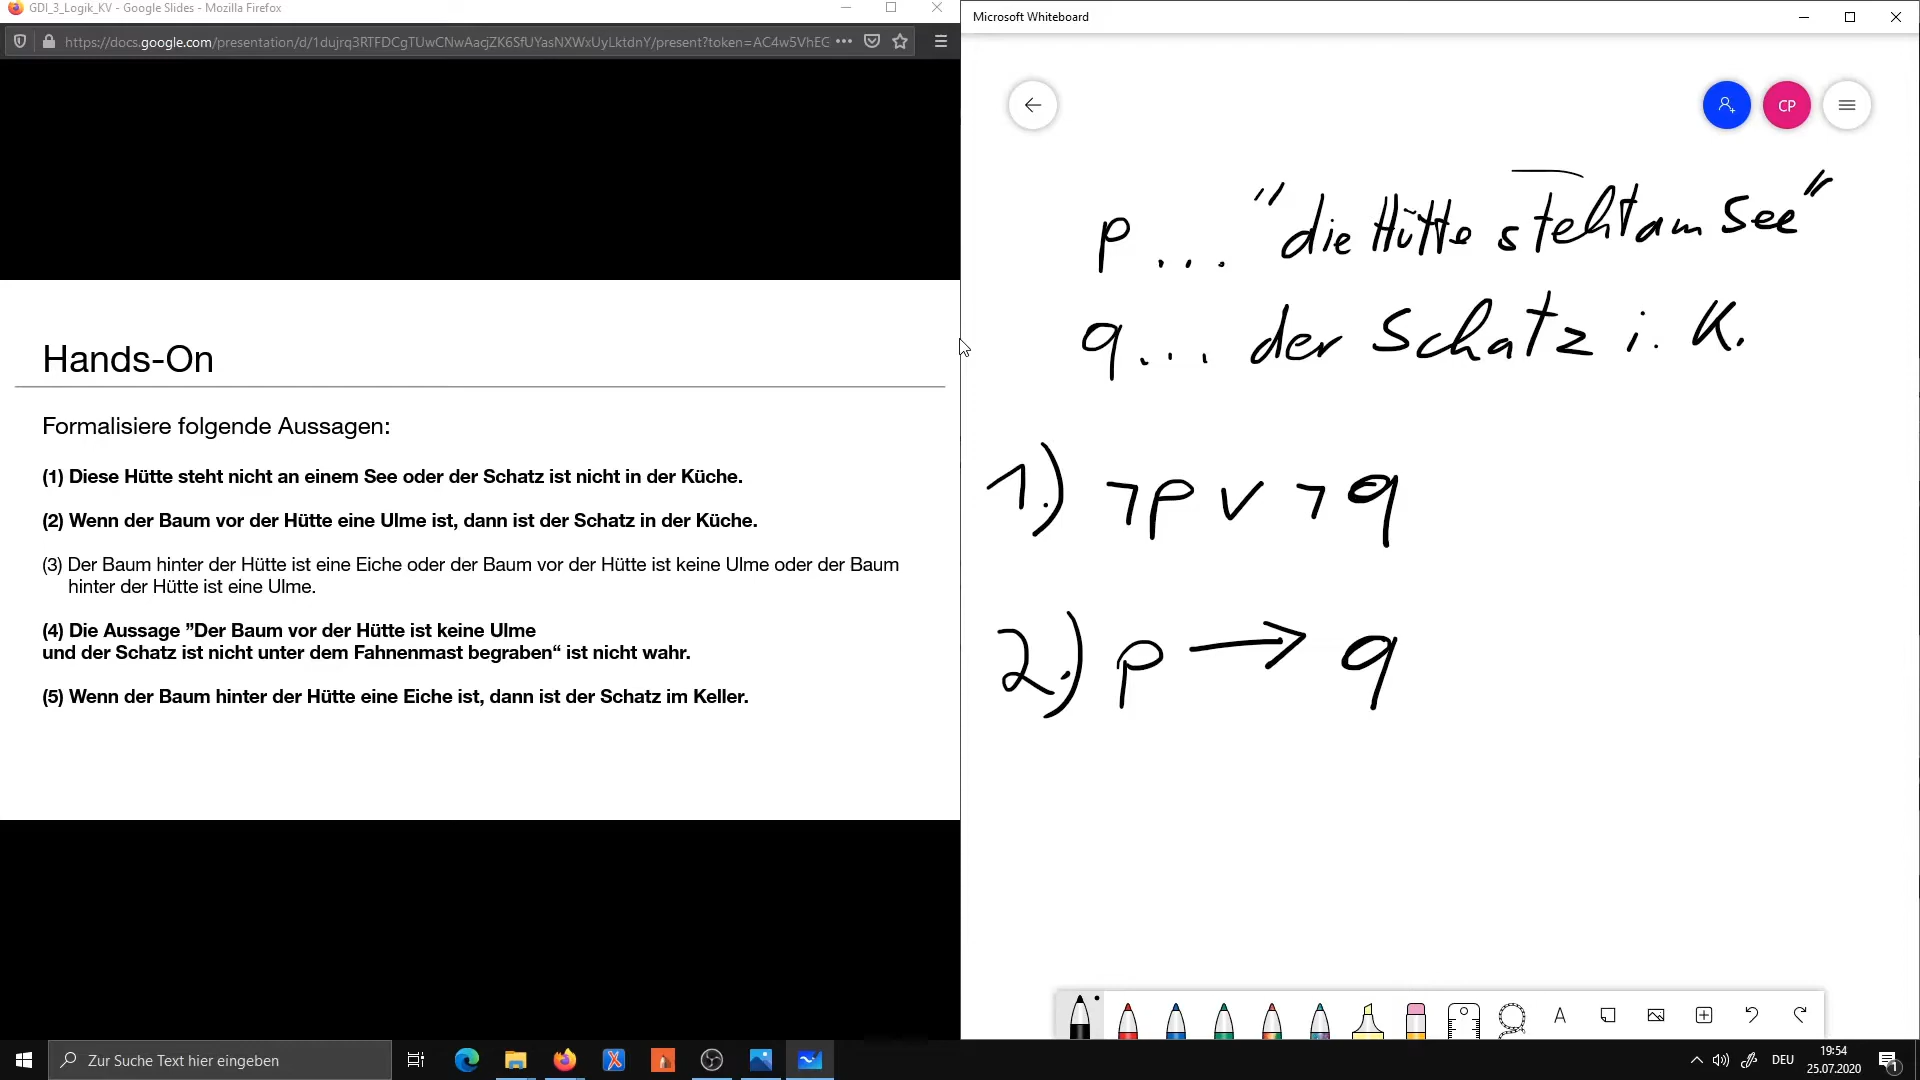 GDI_3_Logik_KV - Google Slides - Mozilla Firefox
https://docs.google.com/presentation/d/1dujrq3RTFDCgTUwCNwAacjZK6SfUYasNXWxUyLktdnY/present?token=AC4w5VhEG
Hands-On
Formalisiere folgende Aussagen:
(1) Diese Hütte steht nicht an einem See oder der Schatz ist nicht in der Küche.
(2) Wenn der Baum vor der Hütte eine Ulme ist, dann ist der Schatz in der Küche.
(3) Der Baum hinter der Hütte ist eine Eiche oder der Baum vor der Hütte ist keine Ulme oder der Baum
hinter der Hütte ist eine Ulme.
(4) Die Aussage ”Der Baum vor der Hütte ist keine Ulme
und der Schatz ist nicht unter dem Fahnenmast begraben“ ist nicht wahr.
(5) Wenn der Baum hinter der Hütte eine Eiche ist, dann ist der Schatz im Keller.
Microsoft Whiteboard
CP
p ... "die Hütte steht am See"
q ... der Schatz i. K.
1.) ¬p ∨ ¬q
2.) p → q
A
Zur Suche Text hier eingeben
DEU
19:54
25.07.2020
1